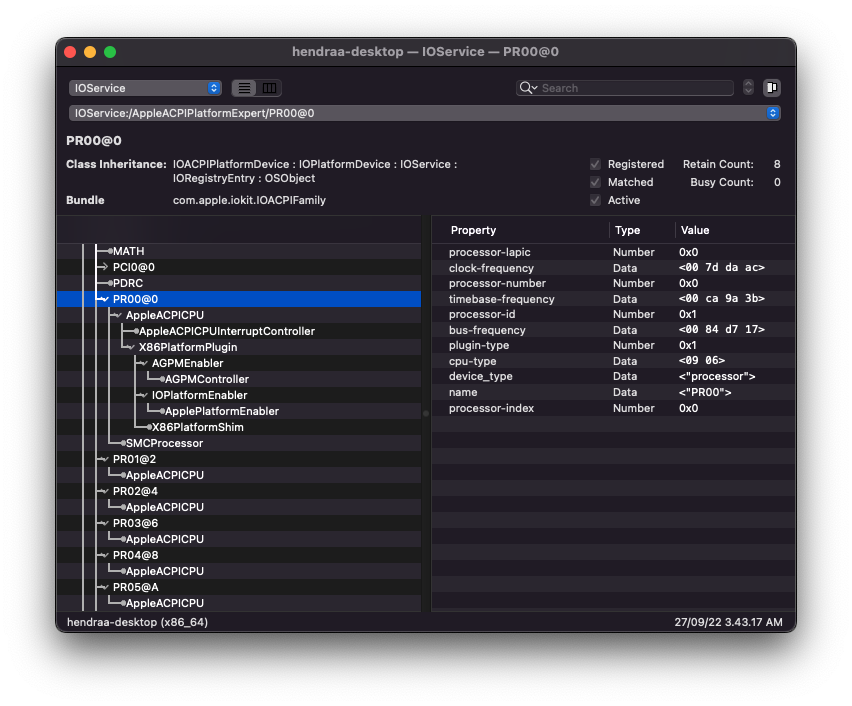 hendraa-desktop — IOService — PR00@0
IOService
Search
IOService:/AppleACPIPlatformExpert/PR00@0
PR00@0
Class Inheritance: IOACPIPlatformDevice : IOPlatformDevice : IOService :
IORegistryEntry : OSObject
Bundle com.apple.iokit.IOACPIFamily
Registered Retain Count: 8
Matched Busy Count: 0
Active
MATH
PCI0@0
PDRC
PR00@0
AppleACPICPU
AppleACPICPUInterruptController
X86PlatformPlugin
AGPMEnabler
AGPMController
IOPlatformEnabler
ApplePlatformEnabler
X86PlatformShim
SMCProcessor
PR01@2
AppleACPICPU
PR02@4
AppleACPICPU
PR03@6
AppleACPICPU
PR04@8
AppleACPICPU
PR05@A
AppleACPICPU
Property Type Value
processor-lapic Number 0x0
clock-frequency Data <00 7d da ac>
processor-number Number 0x0
timebase-frequency Data <00 ca 9a 3b>
processor-id Number 0x1
bus-frequency Data <00 84 d7 17>
plugin-type Number 0x1
cpu-type Data <09 06>
device_type Data <"processor">
name Data <"PR00">
processor-index Number 0x0
hendraa-desktop (x86_64)
27/09/22 3.43.17 AM